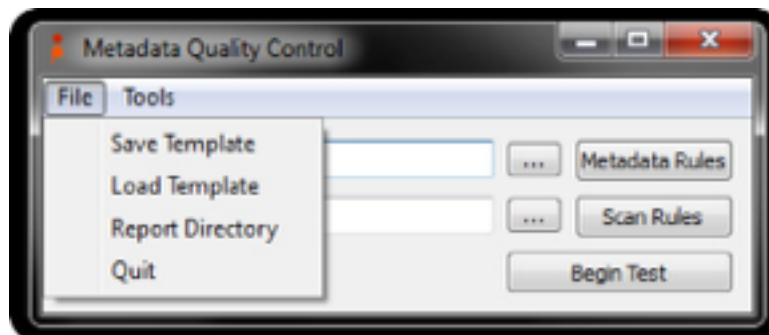 Metadata Quality Control
File Tools
Save Template
... Metadata Rules
Load Template
Report Directory
... Scan Rules
Quit
Begin Test